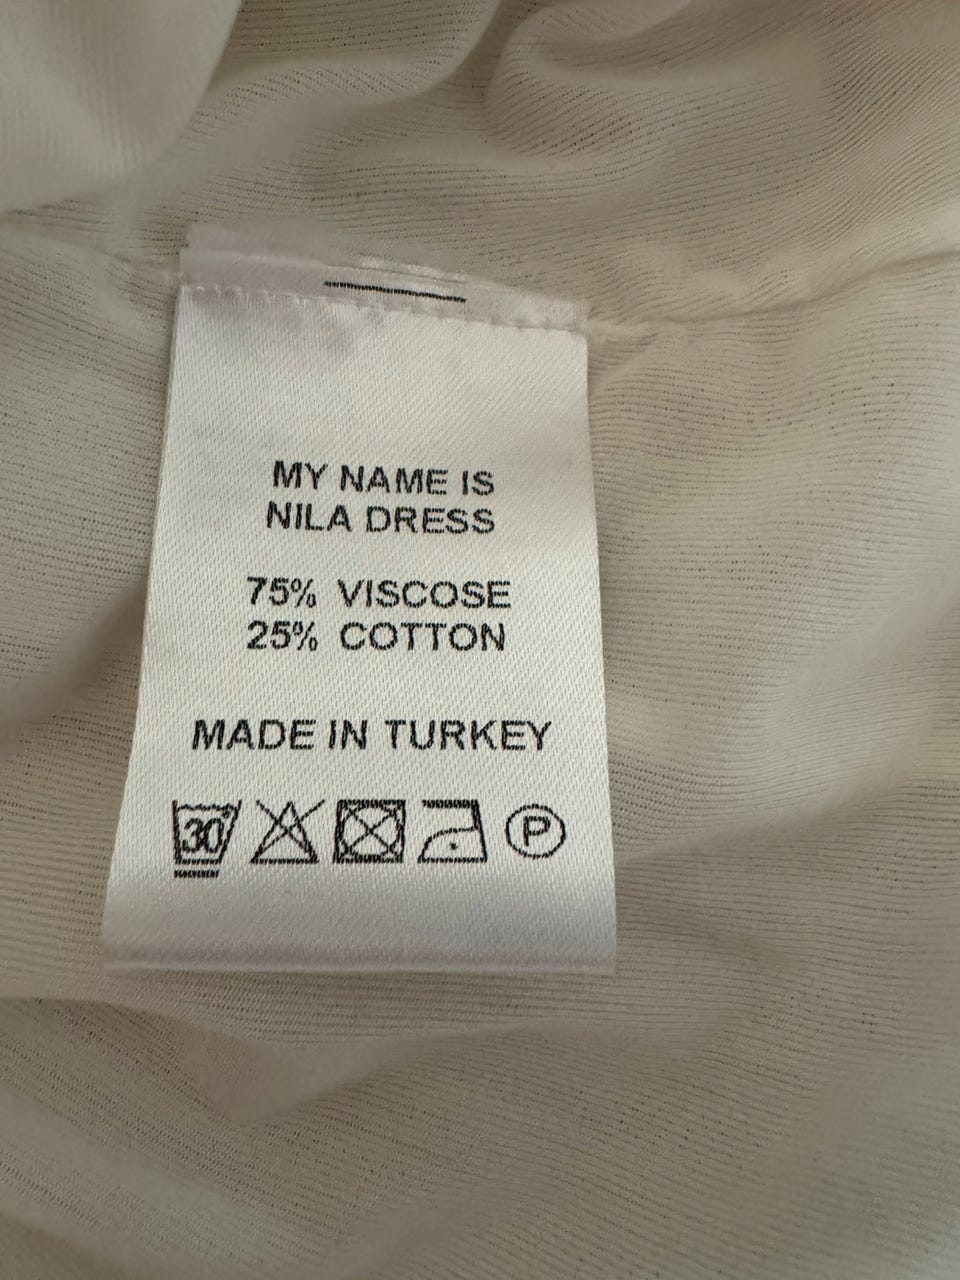 MY NAME IS
NILA DRESS
75% VISCOSE
25% COTTON
MADE IN TURKEY
30 P